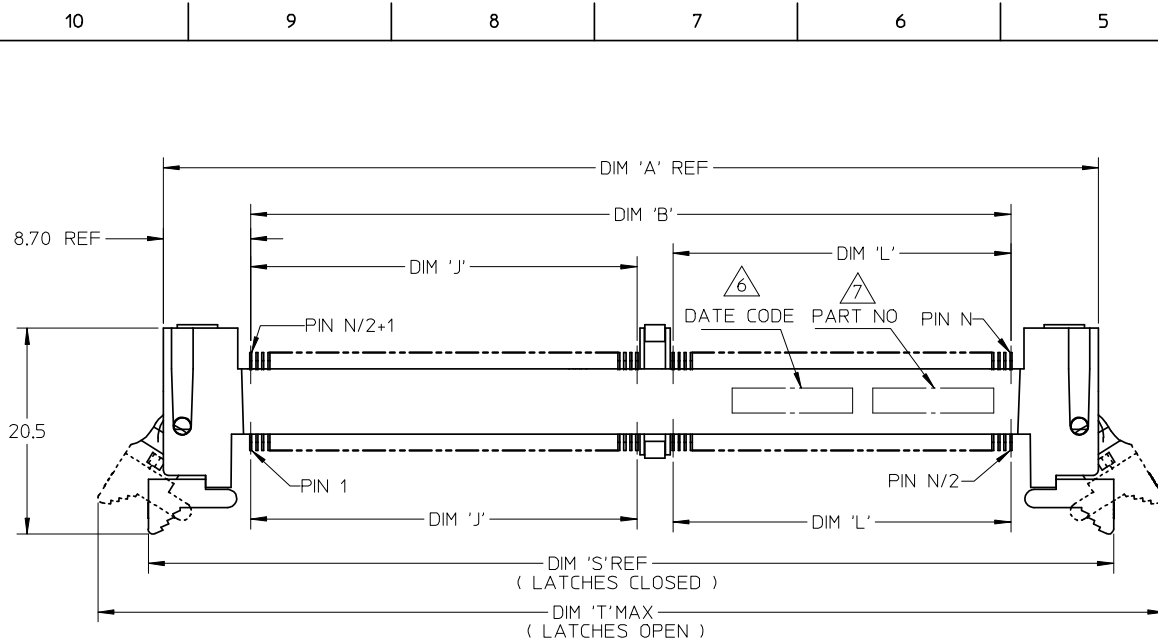 10 9 8 7 6 5
DIM 'A' REF
DIM 'B'
8.70 REF
DIM 'J'
DIM 'L'
6
7
DATE CODE
PART NO
PIN N
PIN N/2+1
20.5
PIN 1
PIN N/2
DIM 'J'
DIM 'L'
DIM 'S'REF
( LATCHES CLOSED )
DIM 'T'MAX
( LATCHES OPEN )